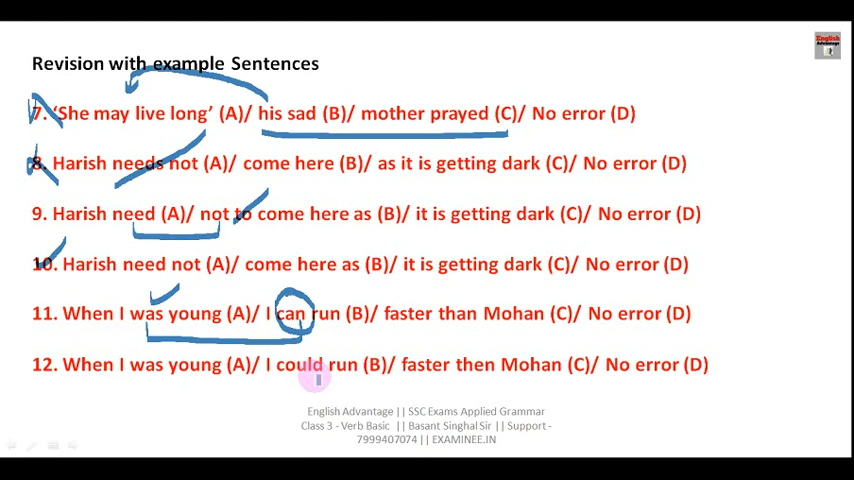 English
Advantage
Revision with example Sentences
7. ‘She may live long’ (A)/ his sad (B)/ mother prayed (C)/ No error (D)
8. Harish needs not (A)/ come here (B)/ as it is getting dark (C)/ No error (D)
9. Harish need (A)/ not to come here as (B)/ it is getting dark (C)/ No error (D)
10. Harish need not (A)/ come here as (B)/ it is getting dark (C)/ No error (D)
11. When I was young (A)/ I can run (B)/ faster than Mohan (C)/ No error (D)
12. When I was young (A)/ I could run (B)/ faster then Mohan (C)/ No error (D)
English Advantage || SSC Exams Applied Grammar
Class 3 - Verb Basic || Basant Singhal Sir || Support -
7999407074 || EXAMINEE.IN